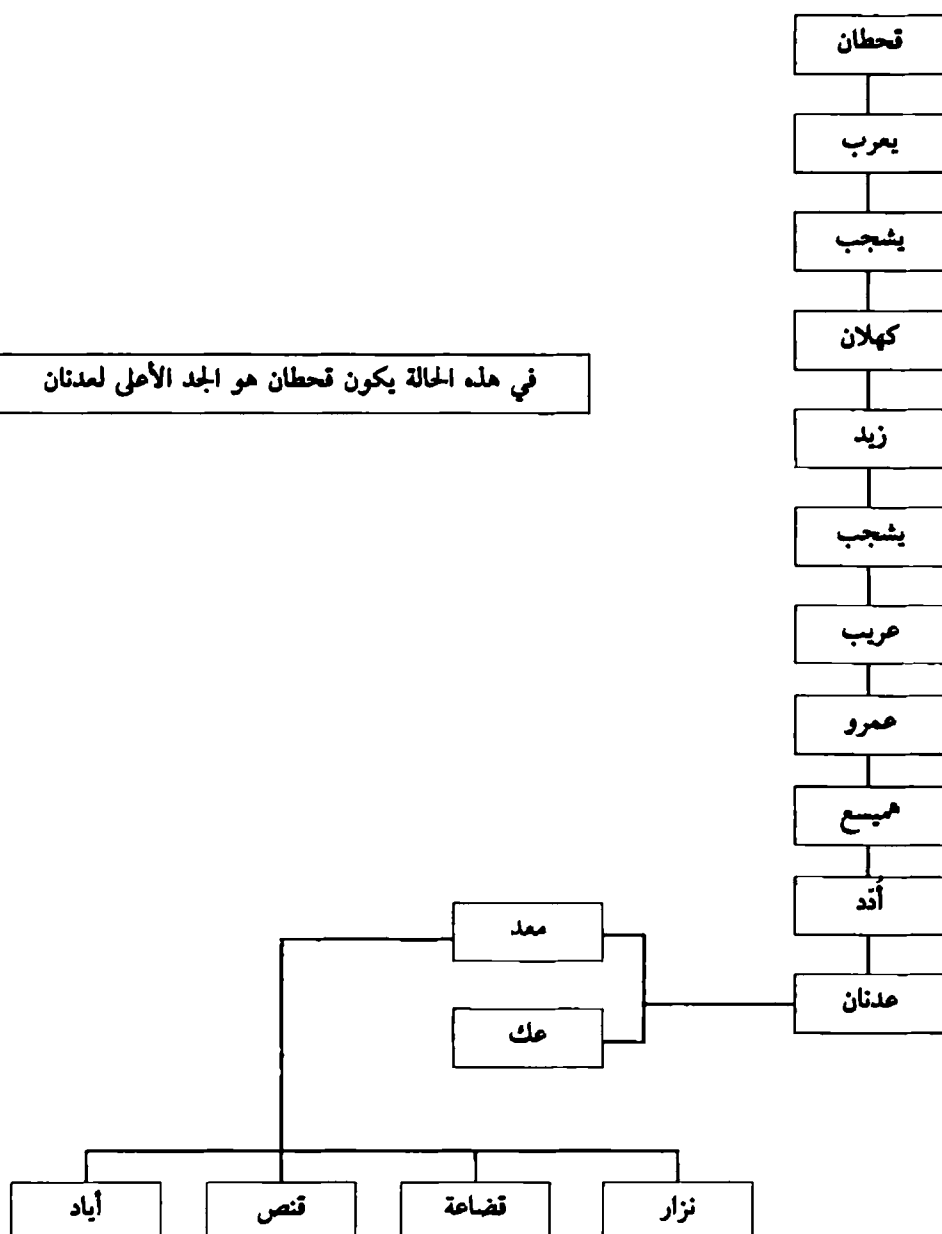 قحطان
يعرب
يشجب
كهلان
في هذه الحالة يكون قحطان هو الجد الأعلى لعدنان
زيد
يشجب
عريب
عمرو
هميسع
أُدّد
معد
عدنان
عك
نزار قضاعة قنص أياد